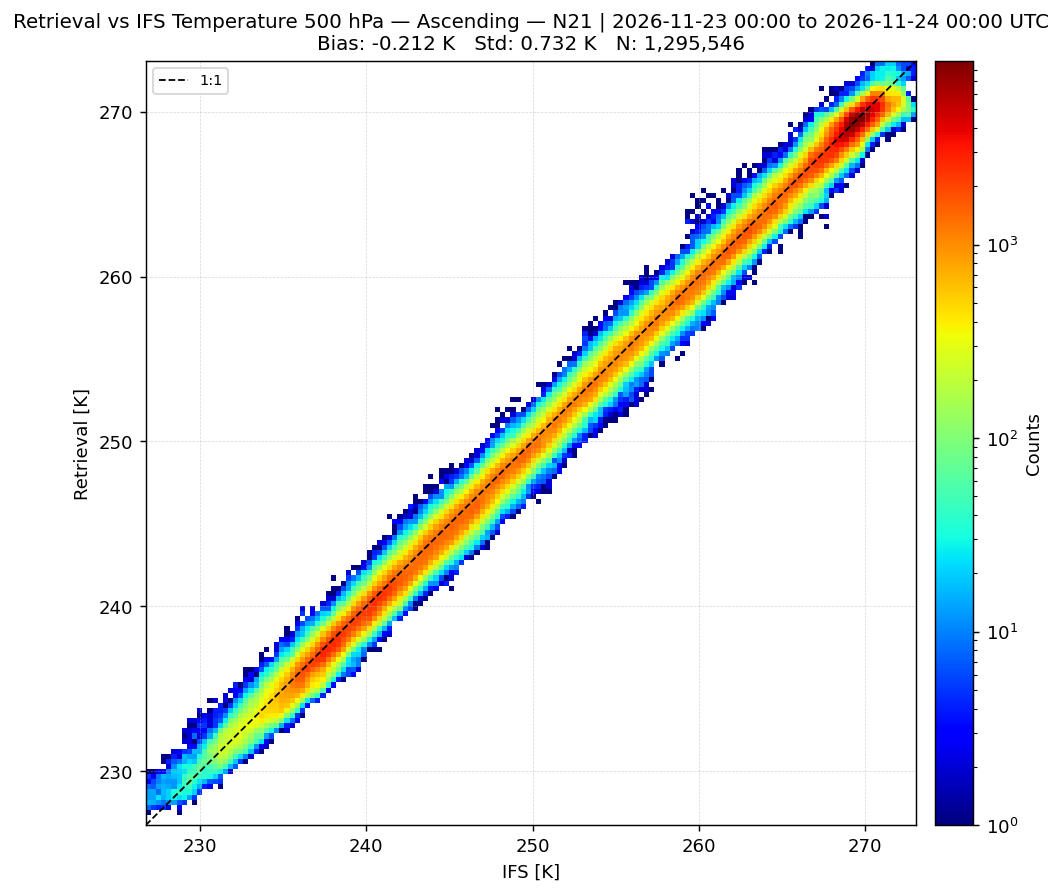 Retrieval vs IFS Temperature 500 hPa — Ascending — N21 | 2026-11-23 00:00 to 2026-11-24 00:00 UTC
Bias: -0.212 K   Std: 0.732 K   N: 1,295,546
1:1
270
260
250
240
230
Retrieval [K]
230 240 250 260 270
IFS [K]
10³
10²
10¹
10⁰
Counts